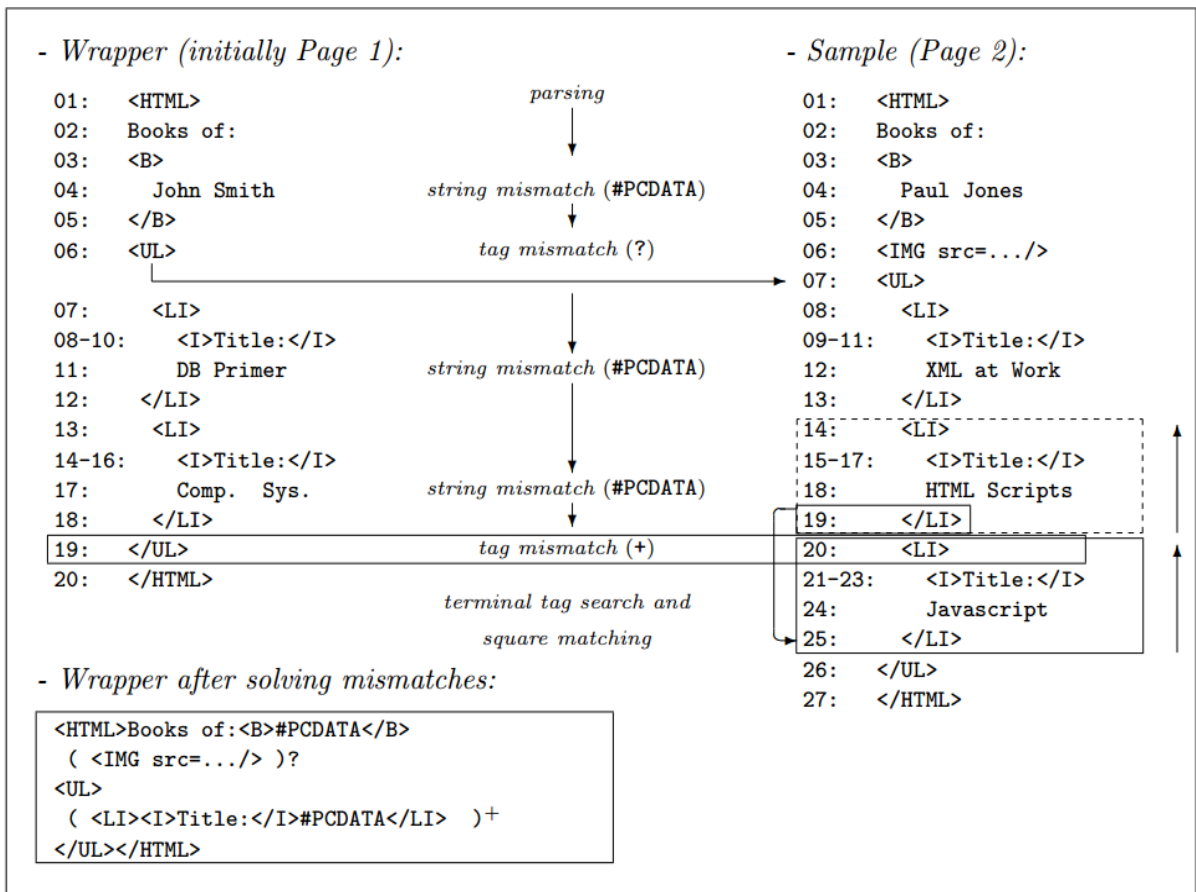 - Wrapper (initially Page 1):
01: <HTML>
02: Books of:
03: <B>
04: John Smith
05: </B>
06: <UL>
07: <LI>
08-10: <I>Title:</I>
11: DB Primer
12: </LI>
13: <LI>
14-16: <I>Title:</I>
17: Comp. Sys.
18: </LI>
19: </UL>
20: </HTML>
parsing
string mismatch (#PCDATA)
tag mismatch (?)
string mismatch (#PCDATA)
string mismatch (#PCDATA)
tag mismatch (+)
terminal tag search and
square matching
- Sample (Page 2):
01: <HTML>
02: Books of:
03: <B>
04: Paul Jones
05: </B>
06: <IMG src=.../>
07: <UL>
08: <LI>
09-11: <I>Title:</I>
12: XML at Work
13: </LI>
14: <LI>
15-17: <I>Title:</I>
18: HTML Scripts
19: </LI>
20: <LI>
21-23: <I>Title:</I>
24: Javascript
25: </LI>
26: </UL>
27: </HTML>
- Wrapper after solving mismatches:
<HTML>Books of:<B>#PCDATA</B>
( <IMG src=.../> )?
<UL>
( <LI><I>Title:</I>#PCDATA</LI> )+
</UL></HTML>